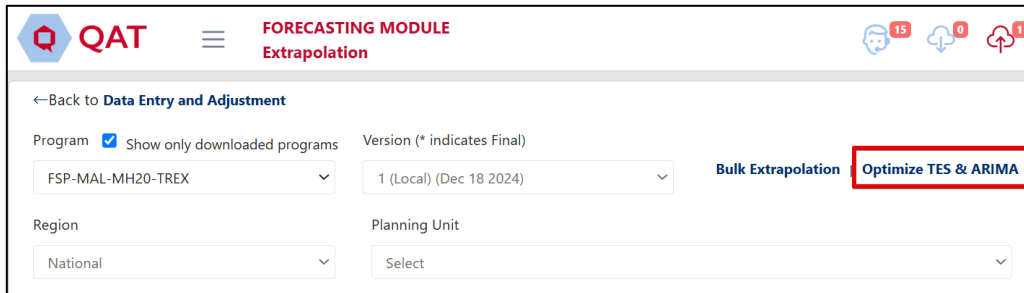 QAT
FORECASTING MODULE
Extrapolation
15
0
1
←Back to Data Entry and Adjustment
Program Show only downloaded programs
Version (* indicates Final)
FSP-MAL-MH20-TREX
1 (Local) (Dec 18 2024)
Bulk Extrapolation | Optimize TES & ARIMA
Region
Planning Unit
National
Select